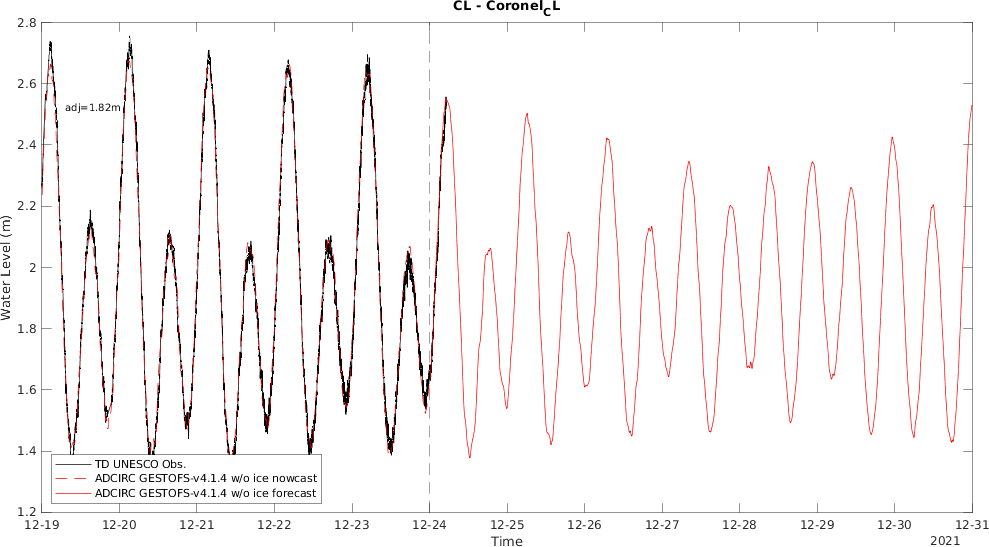 CL - Coronel_CL
2.8
2.6
adj=1.82m
2.4
2.2
Water Level (m)
2
1.8
1.6
1.4
TD UNESCO Obs.
ADCIRC GESTOFS-v4.1.4 w/o ice nowcast
ADCIRC GESTOFS-v4.1.4 w/o ice forecast
1.2
12-19 12-20 12-21 12-22 12-23 12-24 12-25 12-26 12-27 12-28 12-29 12-30 12-31
Time
2021